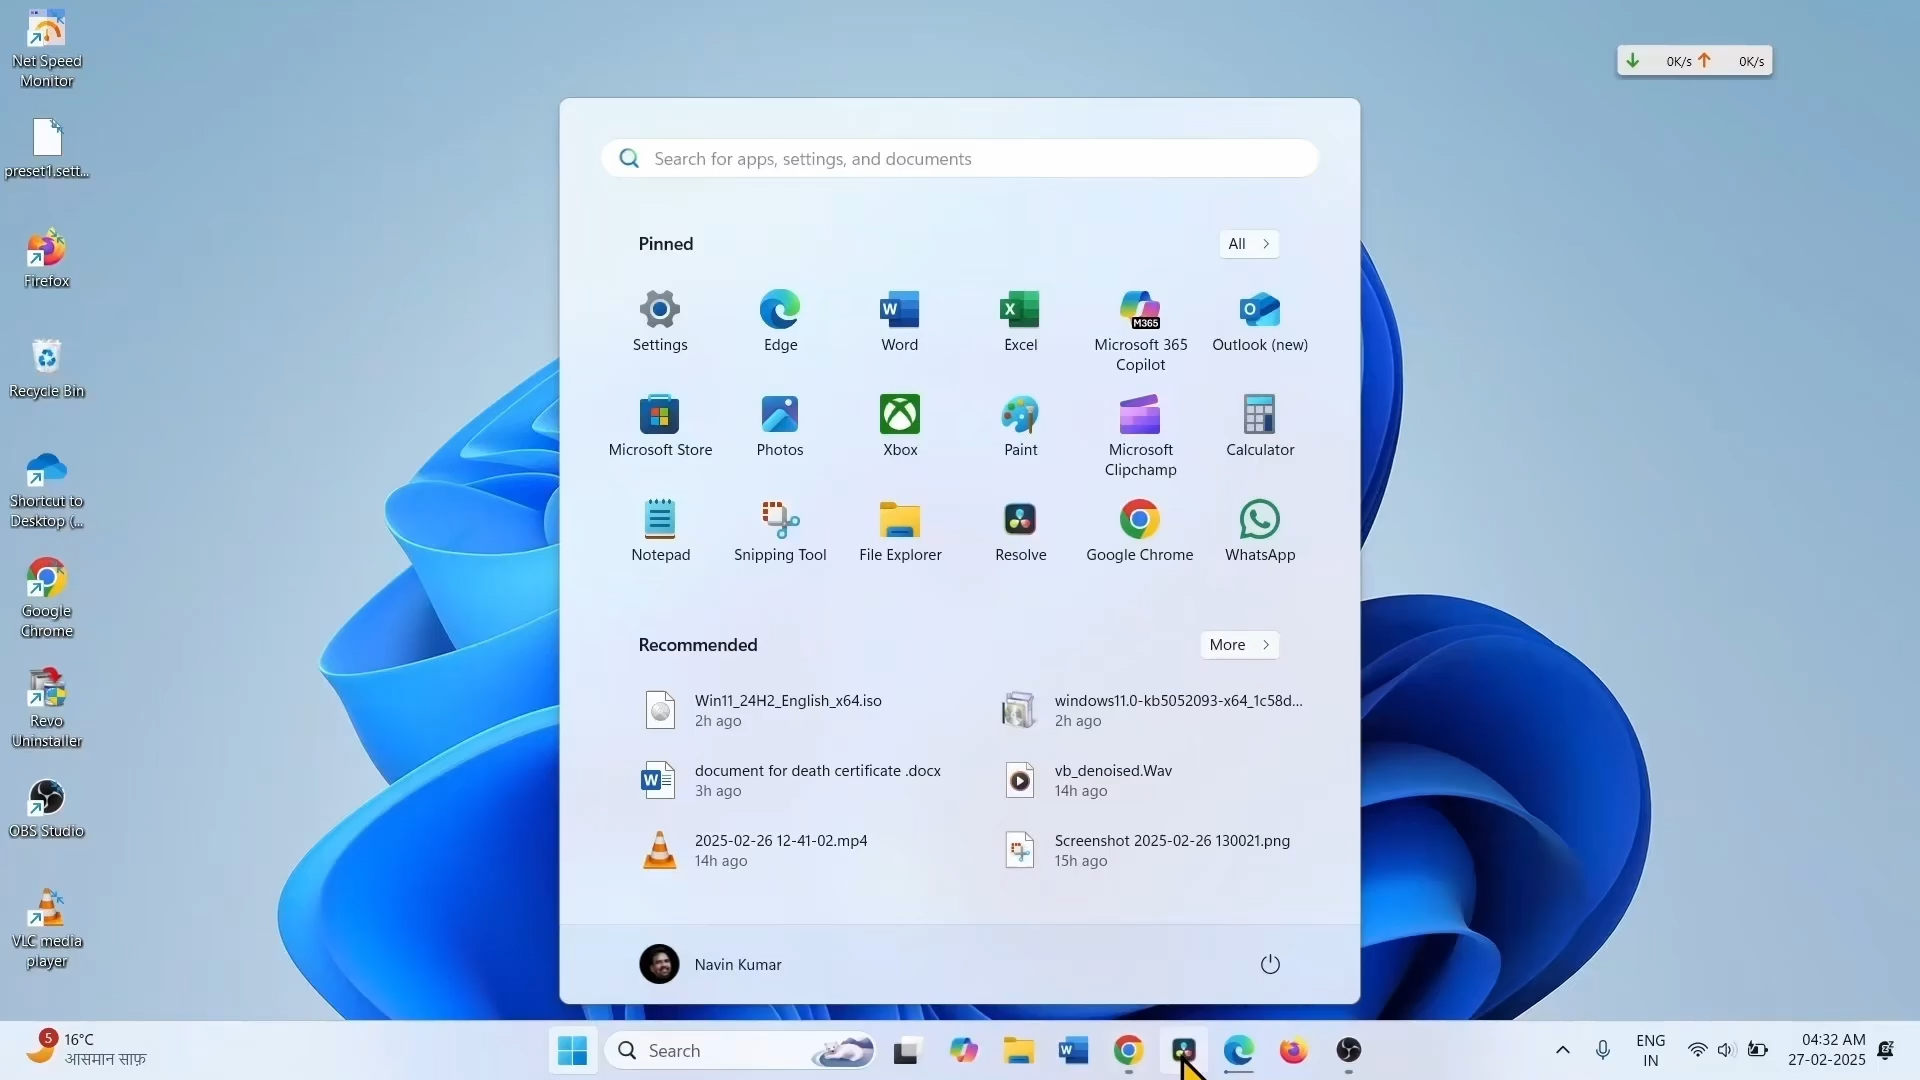 Net Speed
Monitor
preset1.sett...
Firefox
Recycle Bin
Shortcut to
Desktop (...
Google
Chrome
Revo
Uninstaller
OBS Studio
VLC media
player
0K/s 0K/s
Search for apps, settings, and documents
Pinned
All
Settings
Edge
Word
Excel
M365
Microsoft 365
Copilot
Outlook (new)
Microsoft Store
Photos
Xbox
Paint
Microsoft
Clipchamp
Calculator
Notepad
Snipping Tool
File Explorer
Resolve
Google Chrome
WhatsApp
Recommended
More
Win11_24H2_English_x64.iso
2h ago
windows11.0-kb5052093-x64_1c58d...
2h ago
document for death certificate .docx
3h ago
vb_denoised.Wav
14h ago
2025-02-26 12-41-02.mp4
14h ago
Screenshot 2025-02-26 130021.png
15h ago
Navin Kumar
5
16°C
आसमान साफ़
Search
ENG
IN
04:32 AM
27-02-2025